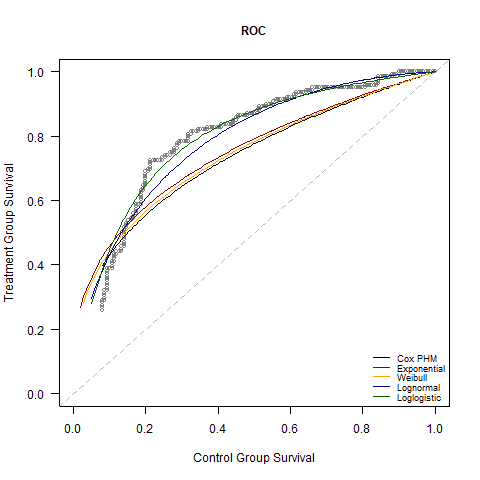 ROC
Treatment Group Survival
1.0
0.8
0.6
0.4
0.2
0.0
Cox PHM
Exponential
Weibull
Lognormal
Loglogistic
0.0 0.2 0.4 0.6 0.8 1.0
Control Group Survival